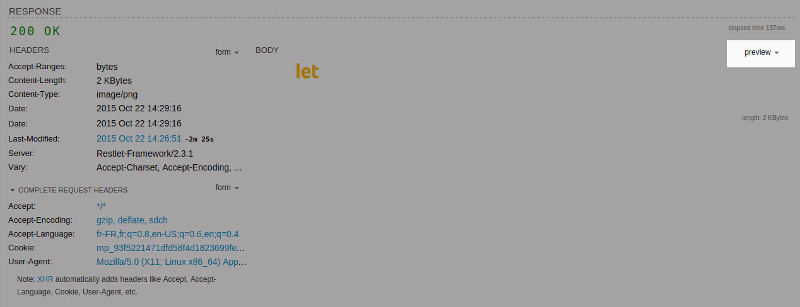 RESPONSE
200 OK
elapsed time 137ms
HEADERS
form
BODY
preview
Accept-Ranges: bytes
Restlet
Content-Length: 2 KBytes
Content-Type: image/png
Date: 2015 Oct 22 14:29:16
length: 2 KBytes
Date: 2015 Oct 22 14:29:16
Last-Modified: 2015 Oct 22 14:26:51 -2m 25s
Server: Restlet-Framework/2.3.1
Vary: Accept-Charset, Accept-Encoding, ...
COMPLETE REQUEST HEADERS
form
Accept: */*
Accept-Encoding: gzip, deflate, sdch
Accept-Language: fr-FR,fr;q=0.8,en-US;q=0.6,en;q=0.4
Cookie: mp_93f5221471dfd58f4d1823699fe...
User-Agent: Mozilla/5.0 (X11; Linux x86_64) App...
Note: XHR automatically adds headers like Accept, Accept-
Language, Cookie, User-Agent, etc.